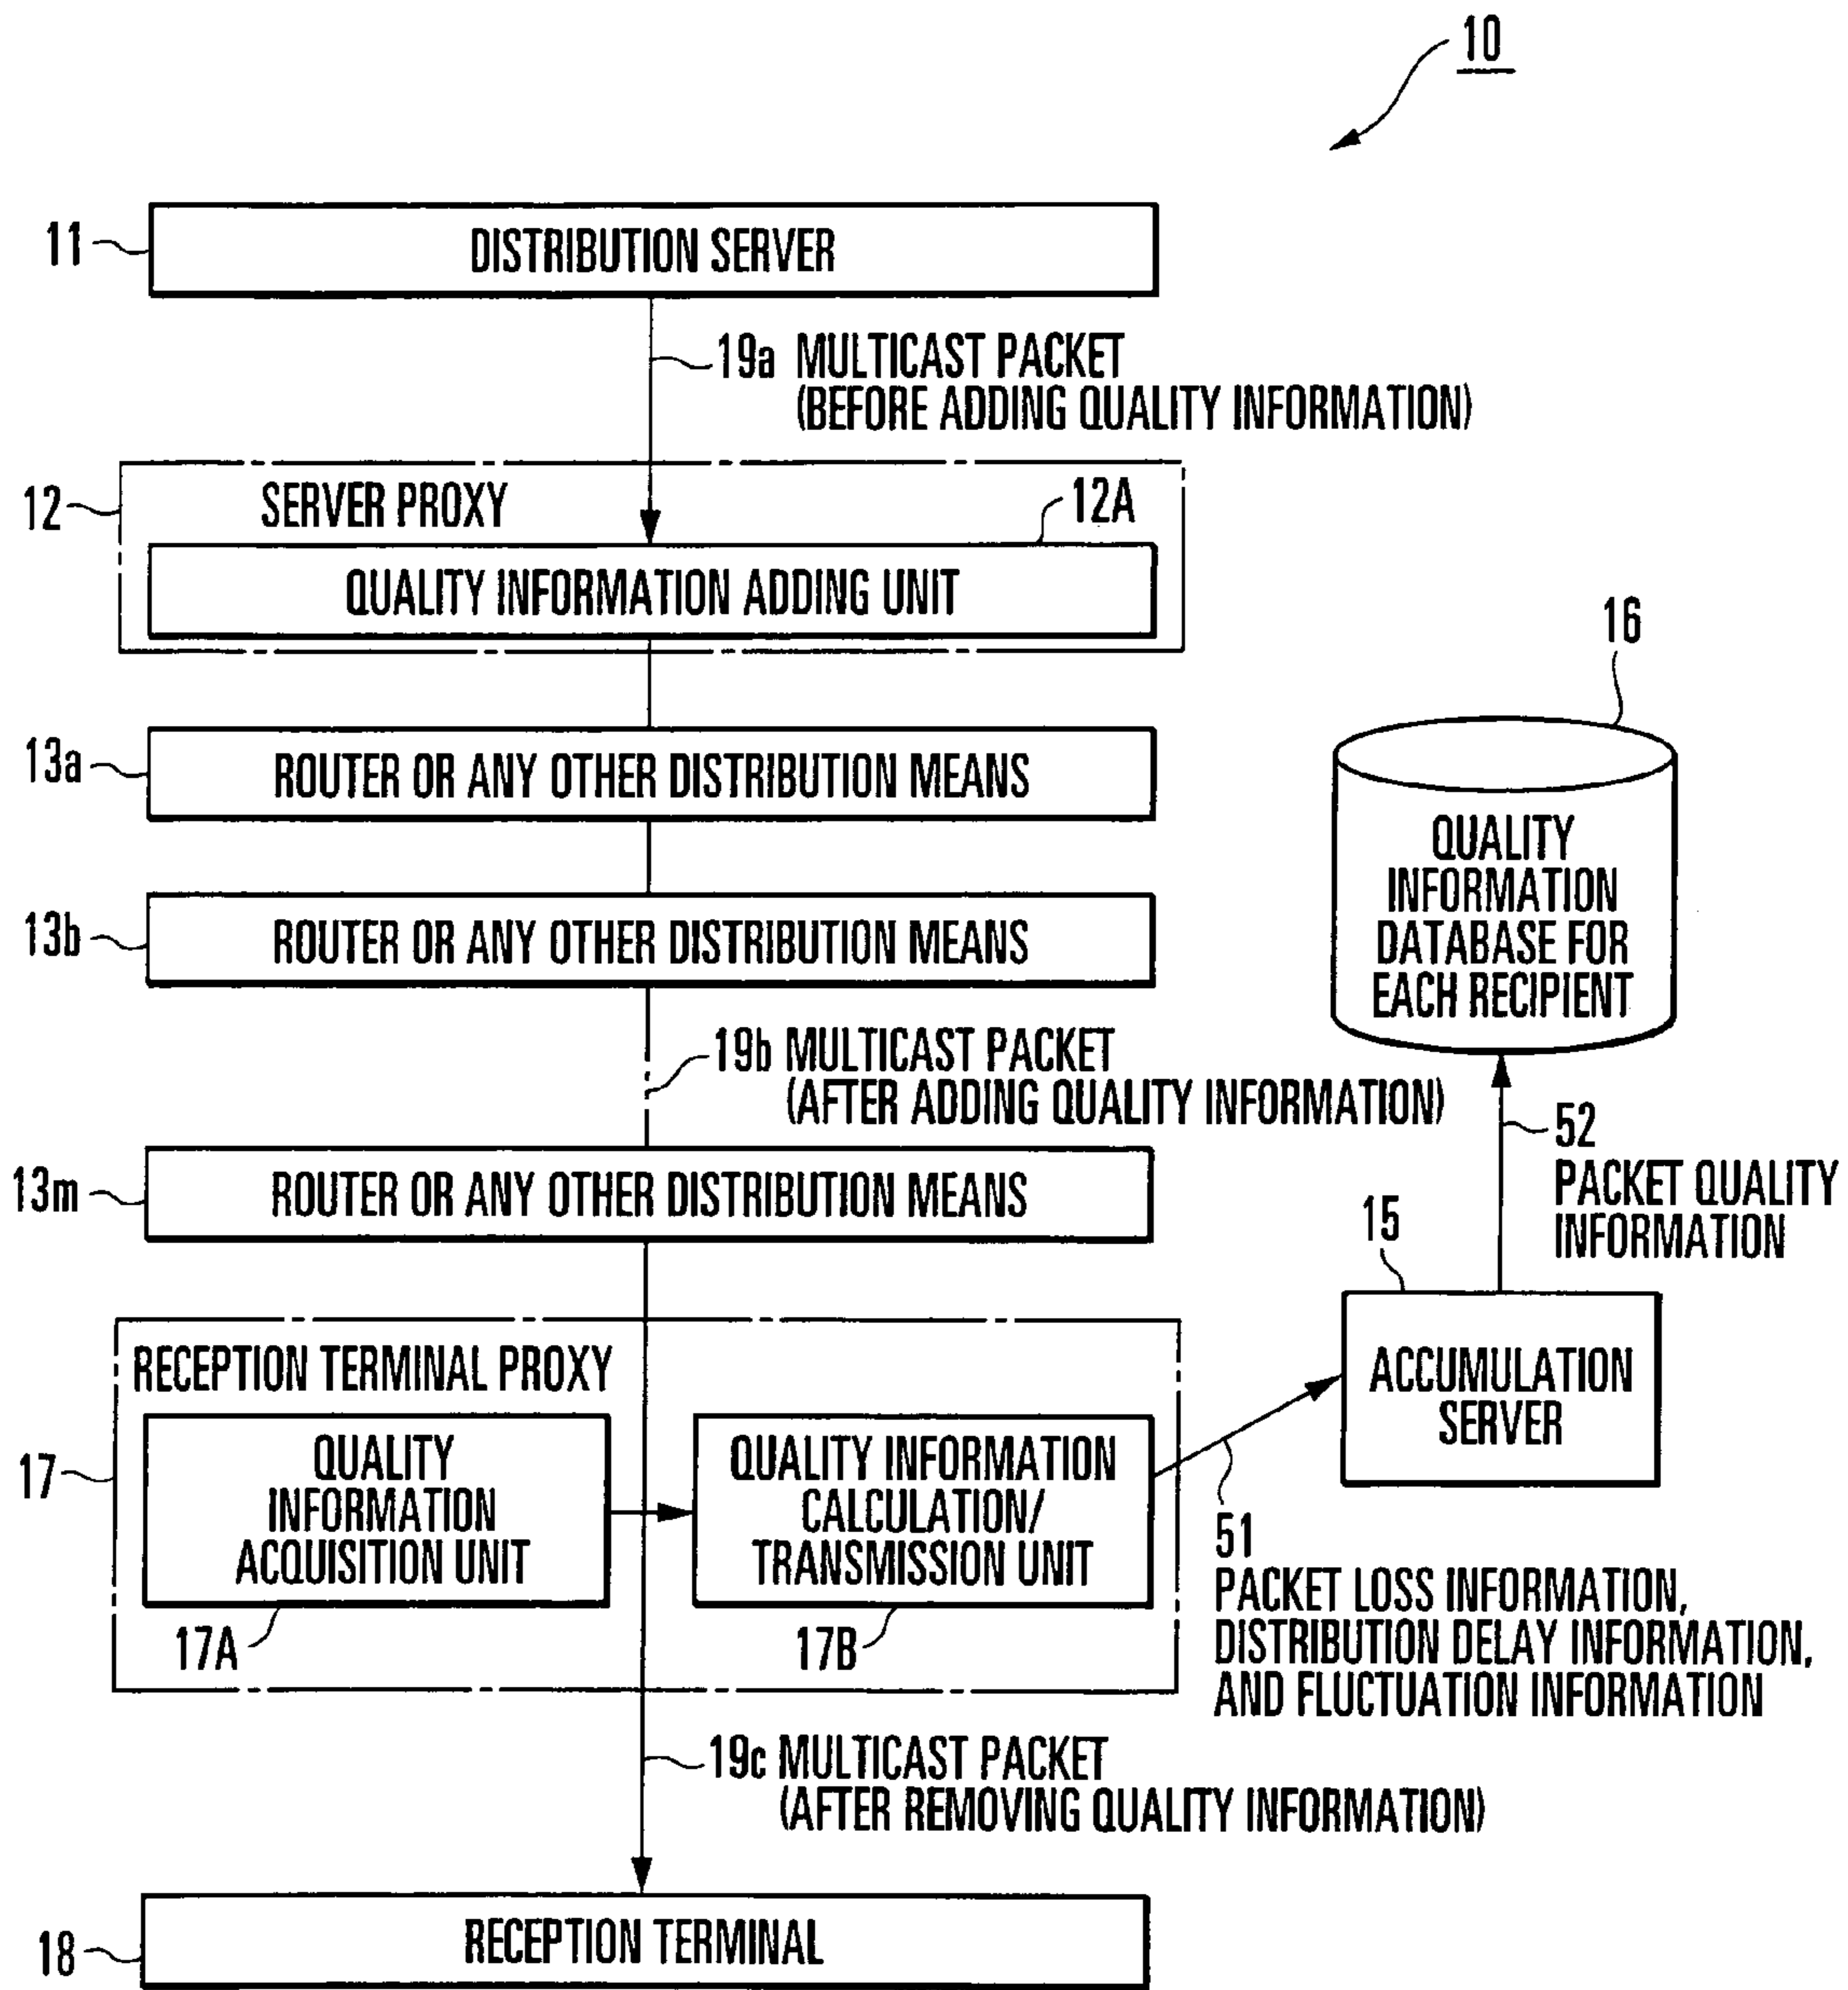 10
11
DISTRIBUTION SERVER
19a MULTICAST PACKET
(BEFORE ADDING QUALITY INFORMATION)
12
SERVER PROXY
12A
QUALITY INFORMATION ADDING UNIT
13a
ROUTER OR ANY OTHER DISTRIBUTION MEANS
13b
ROUTER OR ANY OTHER DISTRIBUTION MEANS
16
QUALITY
INFORMATION
DATABASE FOR
EACH RECIPIENT
19b MULTICAST PACKET
(AFTER ADDING QUALITY INFORMATION)
52
PACKET QUALITY
INFORMATION
13m
ROUTER OR ANY OTHER DISTRIBUTION MEANS
15
ACCUMULATION
SERVER
17
RECEPTION TERMINAL PROXY
QUALITY
INFORMATION
ACQUISITION UNIT
17A
QUALITY INFORMATION
CALCULATION/
TRANSMISSION UNIT
17B
51
PACKET LOSS INFORMATION,
DISTRIBUTION DELAY INFORMATION,
AND FLUCTUATION INFORMATION
19c MULTICAST PACKET
(AFTER REMOVING QUALITY INFORMATION)
18
RECEPTION TERMINAL